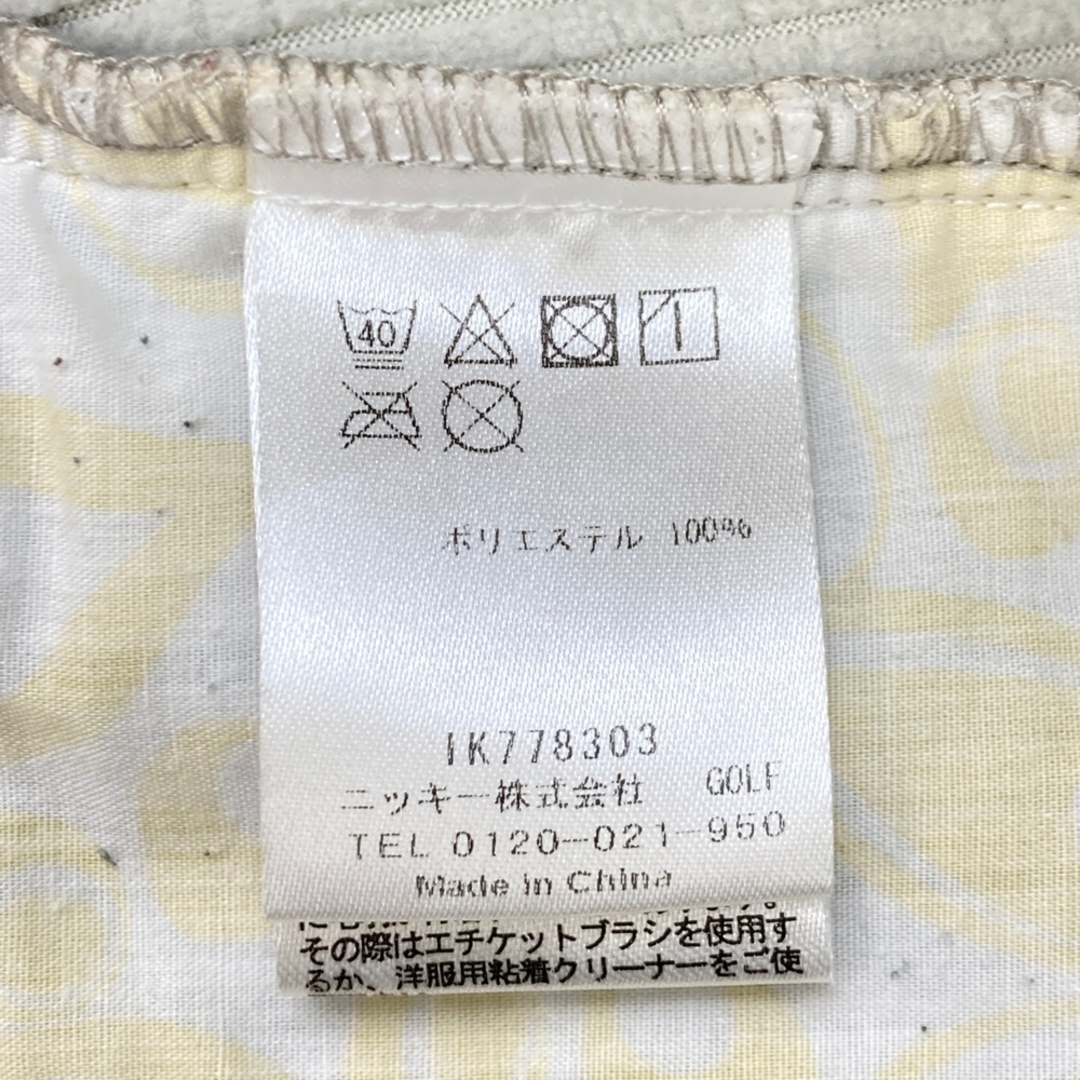 40
ポリエステル 100%
IK778303
ニッキー株式会社 GOLF
TEL 0120-021-950
Made in China
その際はエチケットブラシを使用す
るか、洋服用粘着クリーナーをご使